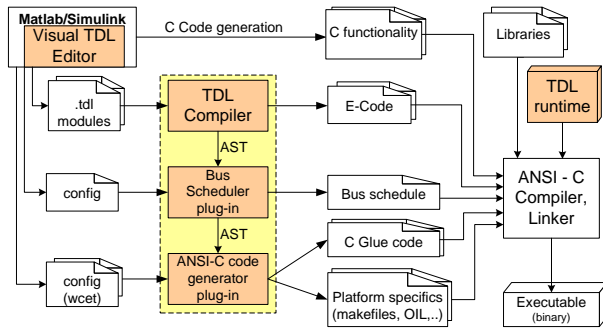 Matlab/Simulink
Visual TDL
Editor
C Code generation
C functionality
Libraries
TDL
runtime
.tdl
modules
TDL
Compiler
E-Code
AST
config
Bus
Scheduler
plug-in
Bus schedule
ANSI - C
Compiler,
Linker
AST
C Glue code
config
(wcet)
ANSI-C code
generator
plug-in
Platform specifics
(makefiles, OIL,..)
Executable
(binary)